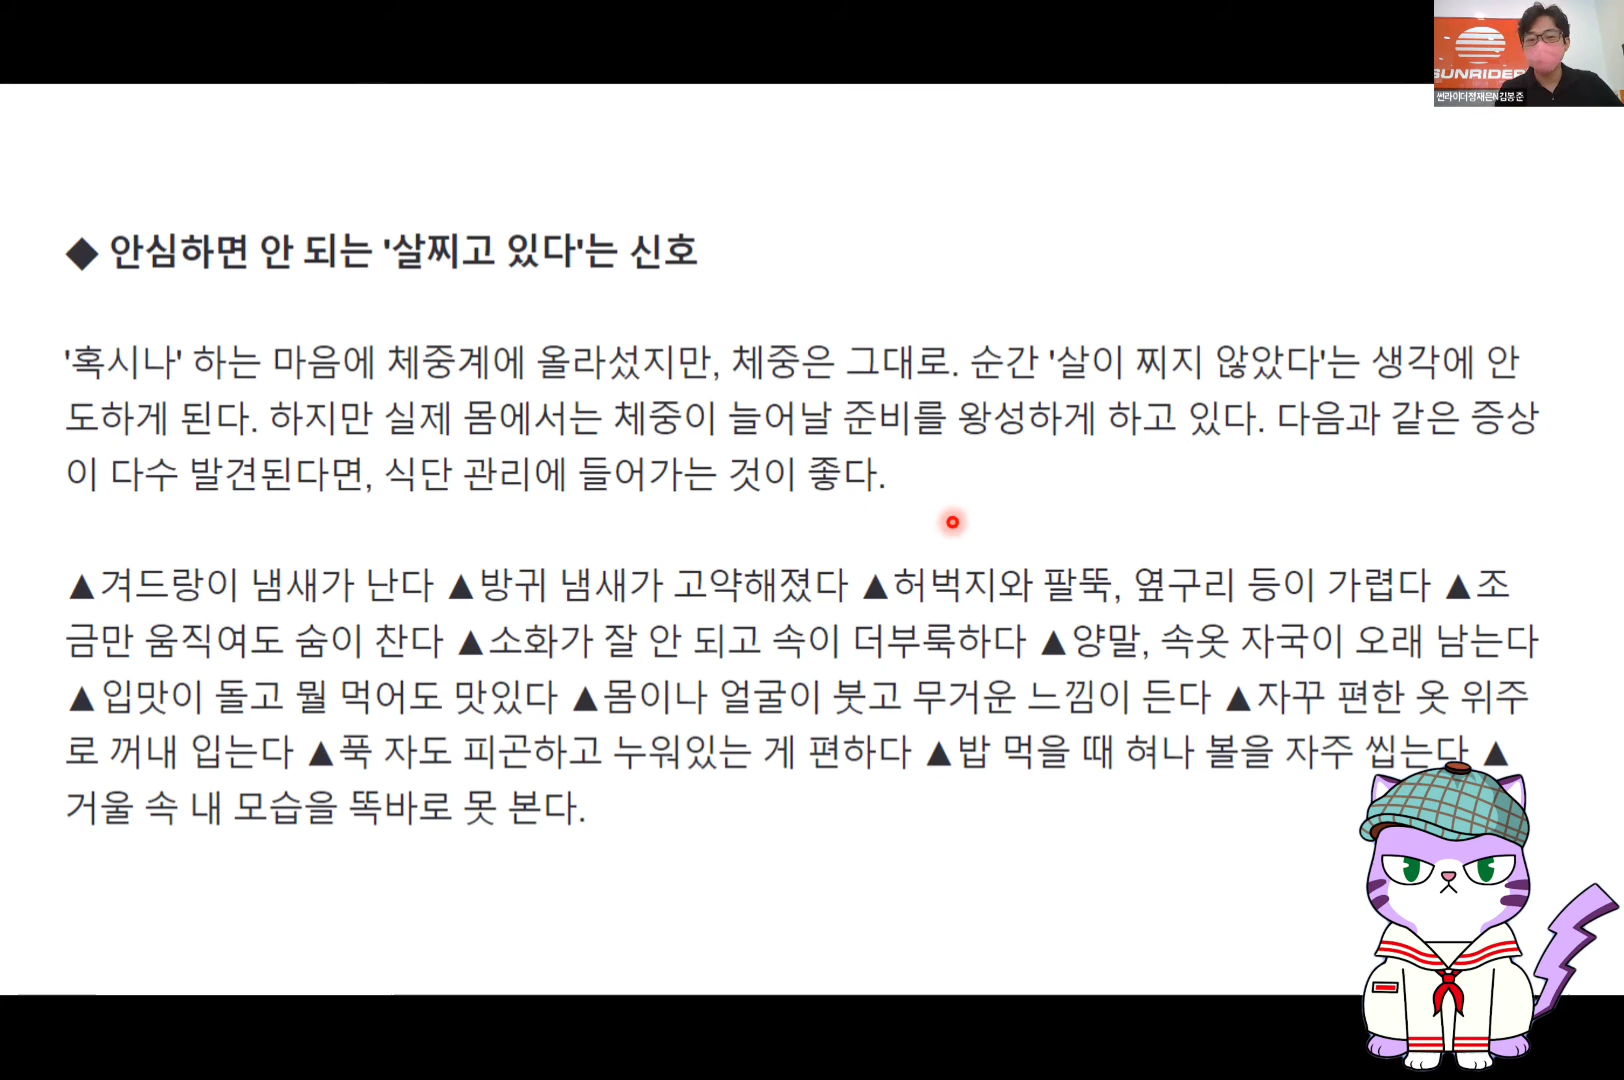 SUNRIDER
썬라이더정재은N김봉준
◆ 안심하면 안 되는 '살찌고 있다'는 신호
'혹시나' 하는 마음에 체중계에 올라섰지만, 체중은 그대로. 순간 '살이 찌지 않았다'는 생각에 안
도하게 된다. 하지만 실제 몸에서는 체중이 늘어날 준비를 왕성하게 하고 있다. 다음과 같은 증상
이 다수 발견된다면, 식단 관리에 들어가는 것이 좋다.
▲겨드랑이 냄새가 난다 ▲방귀 냄새가 고약해졌다 ▲허벅지와 팔뚝, 옆구리 등이 가렵다 ▲조
금만 움직여도 숨이 찬다 ▲소화가 잘 안 되고 속이 더부룩하다 ▲양말, 속옷 자국이 오래 남는다
▲입맛이 돌고 뭘 먹어도 맛있다 ▲몸이나 얼굴이 붓고 무거운 느낌이 든다 ▲자꾸 편한 옷 위주
로 꺼내 입는다 ▲푹 자도 피곤하고 누워있는 게 편하다 ▲밥 먹을 때 혀나 볼을 자주 씹는다 ▲
거울 속 내 모습을 똑바로 못 본다.